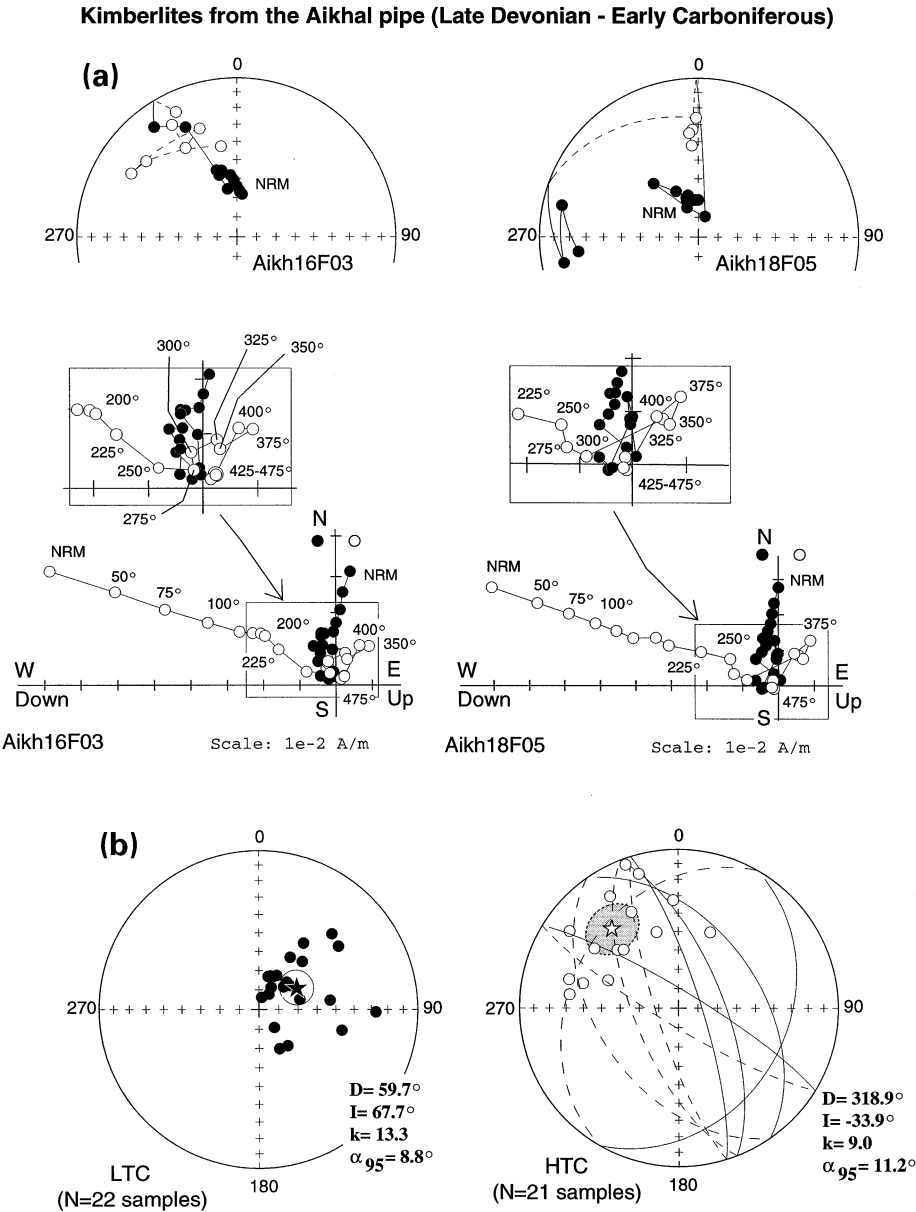 Kimberlites from the Aikhal pipe (Late Devonian - Early Carboniferous)
(a)
0 0
NRM NRM
270 90 270 90
Aikh16F03 Aikh18F05
300° 325° 350°
200° 400° 375°
225° 250° 425-475°
275°
375°
225° 250° 400° 350°
275° 300° 325°
425-475°
N
NRM NRM
50° 75° 100° 200° 400° 350°
225°
W E
Down Up
475°
S
N
NRM NRM
50° 75° 100° 250° 375°
225°
W E
Down Up
475°
S
Aikh16F03 Scale: 1e-2 A/m Aikh18F05 Scale: 1e-2 A/m
(b)
0 0
270 90 270 90
D= 59.7°
I= 67.7°
k= 13.3
α95= 8.8°
180
LTC
(N=22 samples)
D= 318.9°
I= -33.9°
k= 9.0
α95= 11.2°
180
HTC
(N=21 samples)